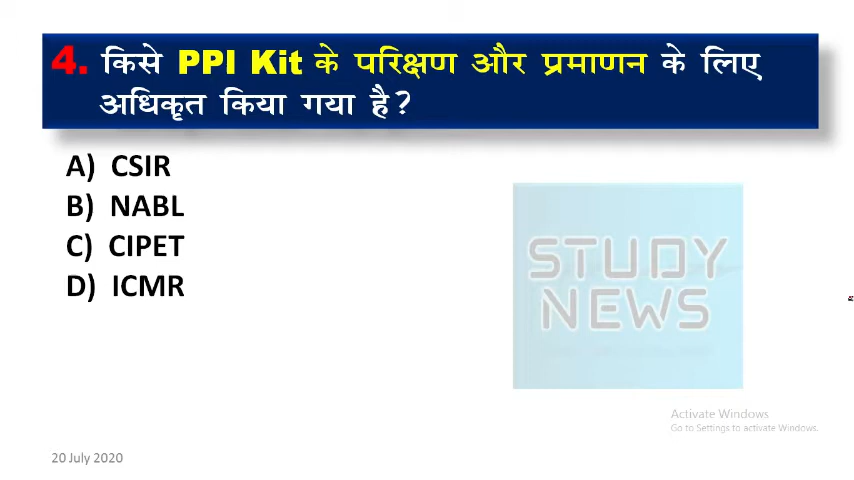 4. किसे PPI Kit के परिक्षण और प्रमाणन के लिए
अधिकृत किया गया है?
A) CSIR
B) NABL
C) CIPET
D) ICMR
STUDY
NEWS
Activate Windows
Go to Settings to activate Windows.
20 July 2020